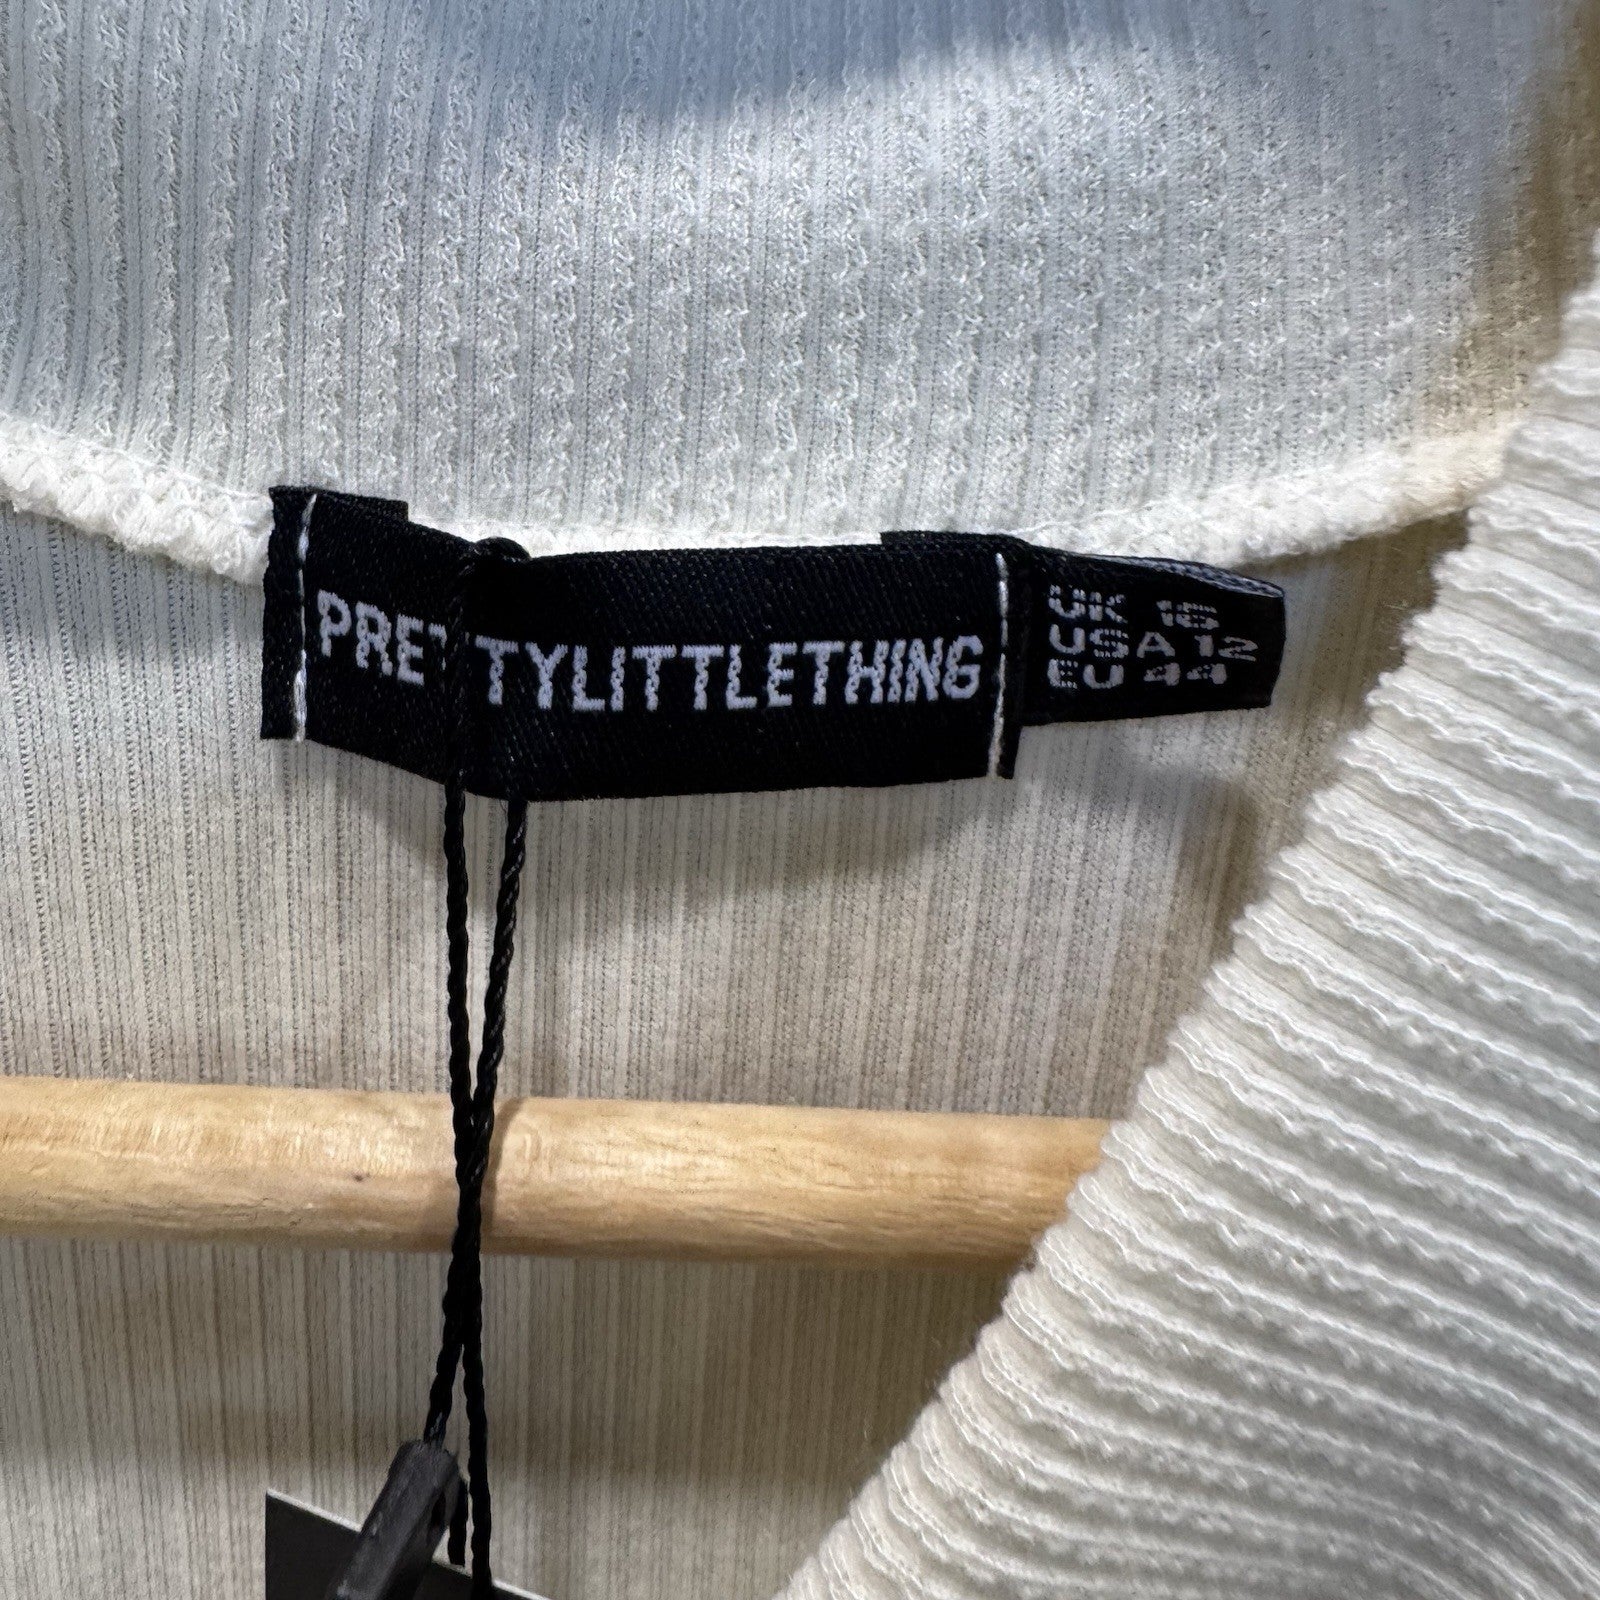 PRETTYLITTLETHING
UK 16
USA 12
EU 44